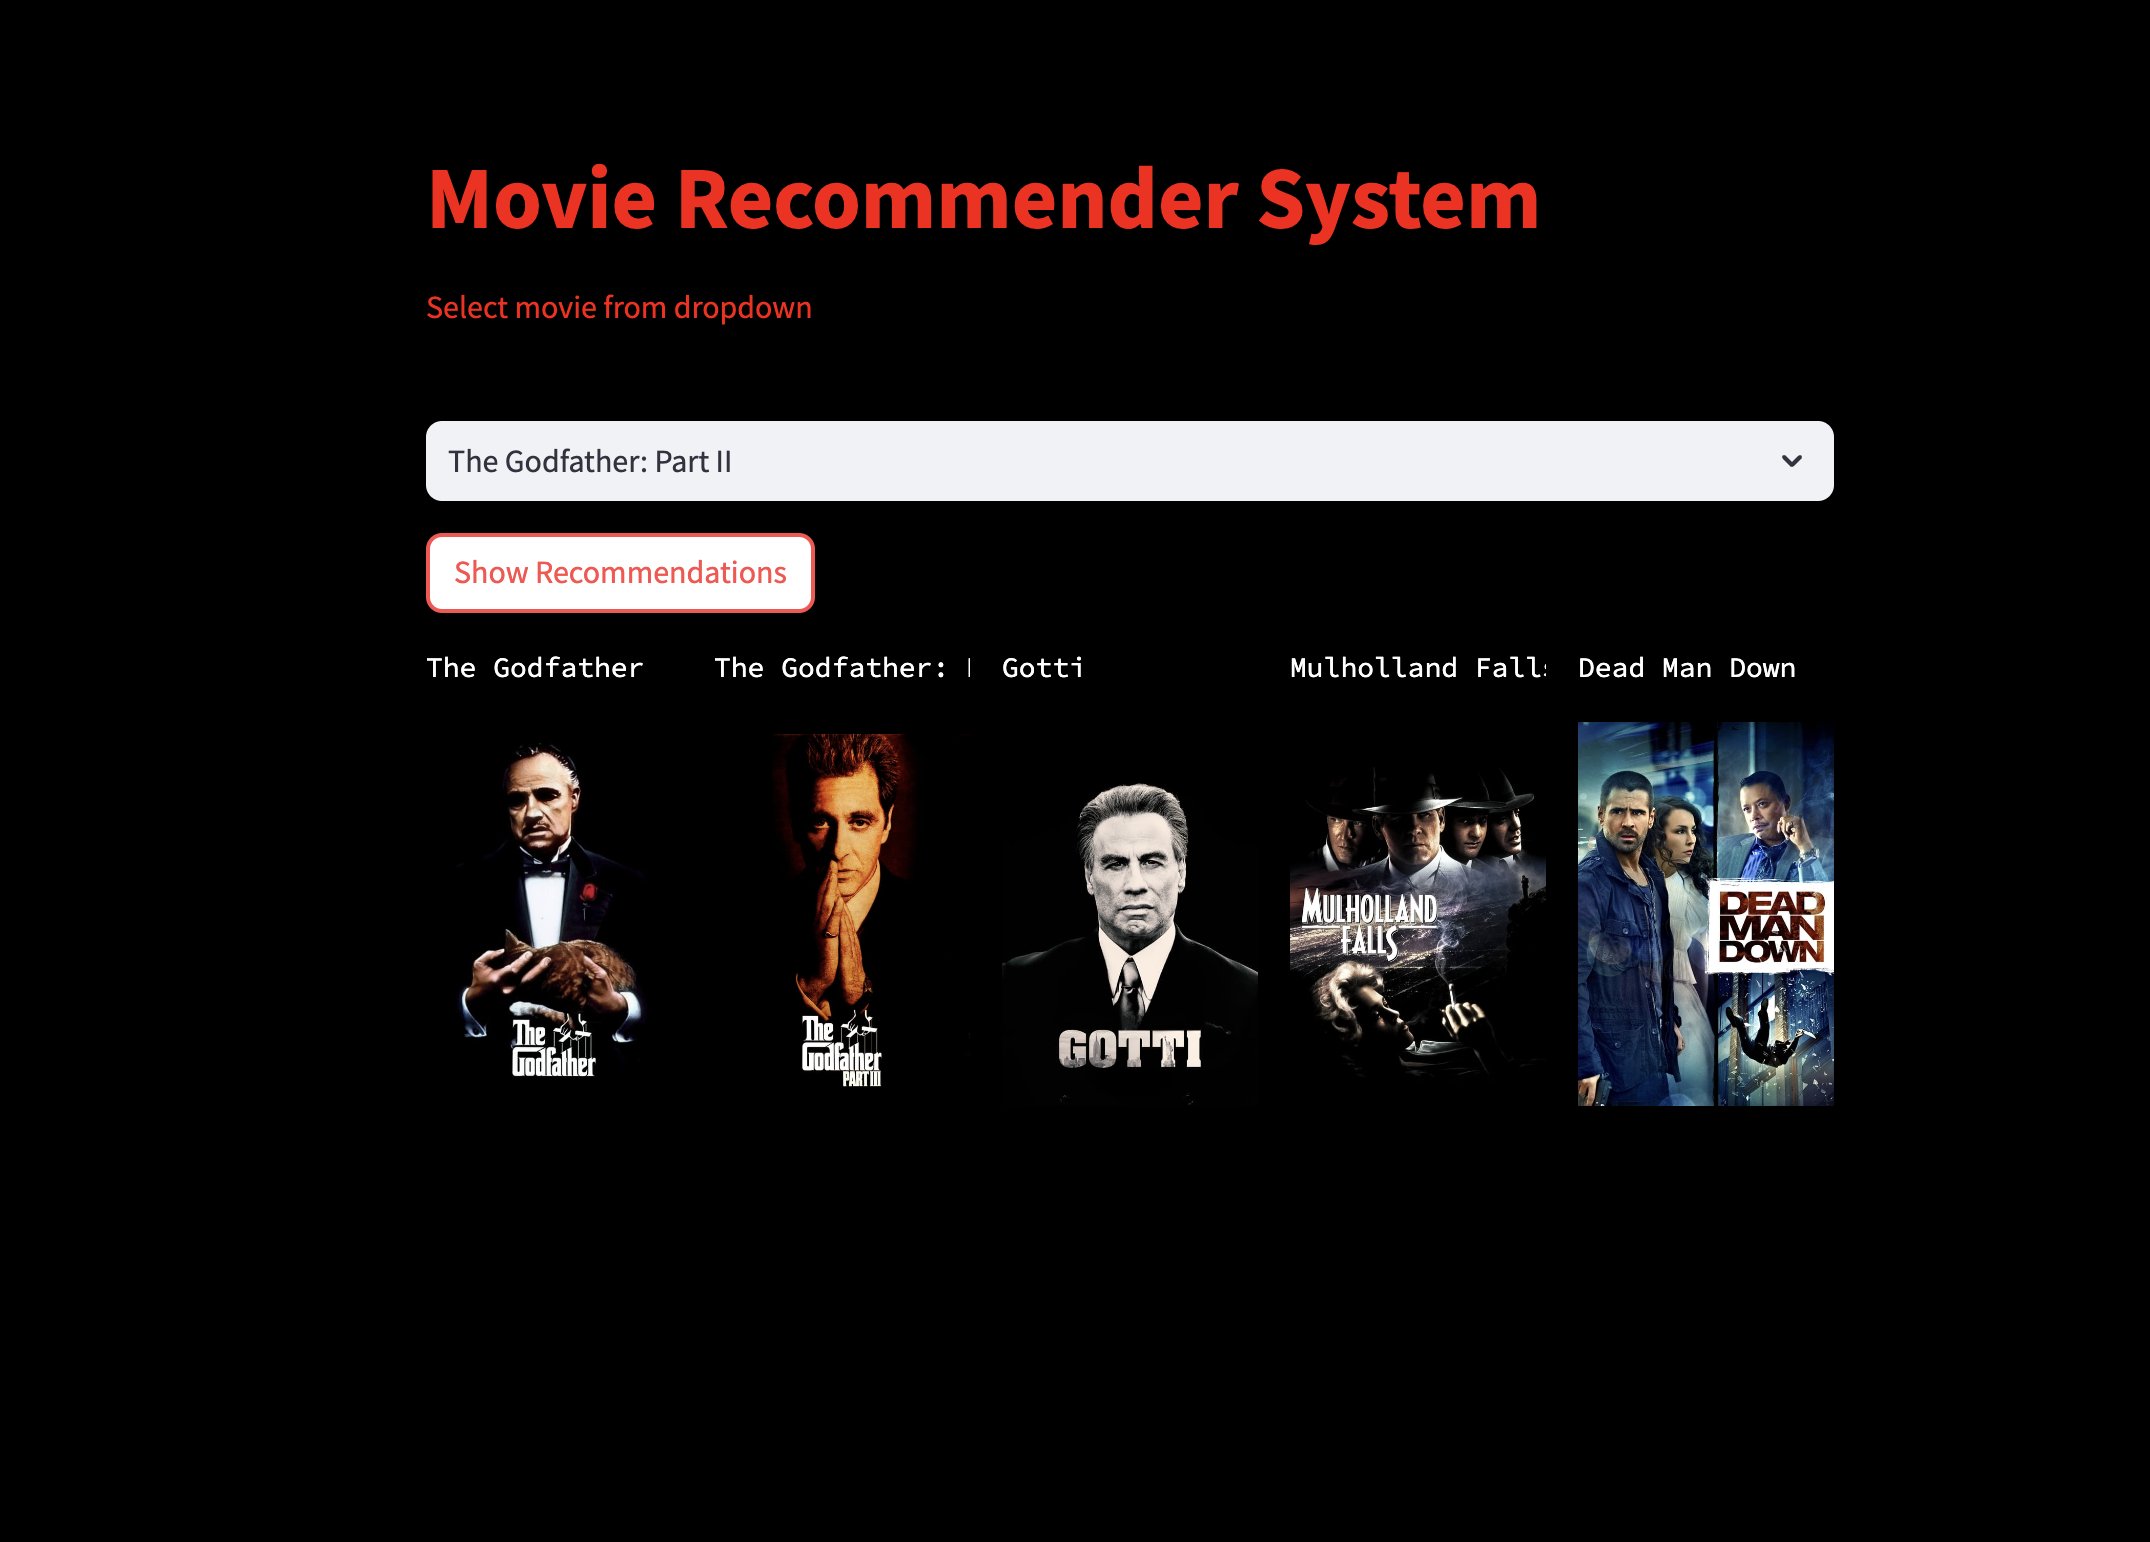 Movie Recommender System
Select movie from dropdown
The Godfather: Part II
Show Recommendations
The Godfather
The Godfather:
Gotti
Mulholland Falls
Dead Man Down
The
Godfather
The
Godfather
PART III
GOTTI
MULHOLLAND
FALLS
DEAD
MAN
DOWN